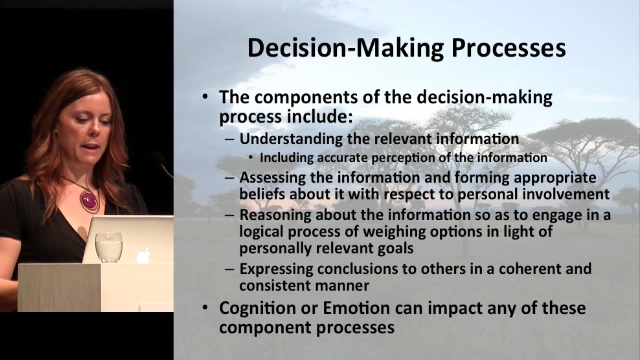 Decision-Making Processes
• The components of the decision-making
process include:
– Understanding the relevant information
• Including accurate perception of the information
– Assessing the information and forming appropriate
beliefs about it with respect to personal involvement
– Reasoning about the information so as to engage in a
logical process of weighing options in light of
personally relevant goals
– Expressing conclusions to others in a coherent and
consistent manner
• Cognition or Emotion can impact any of these
component processes